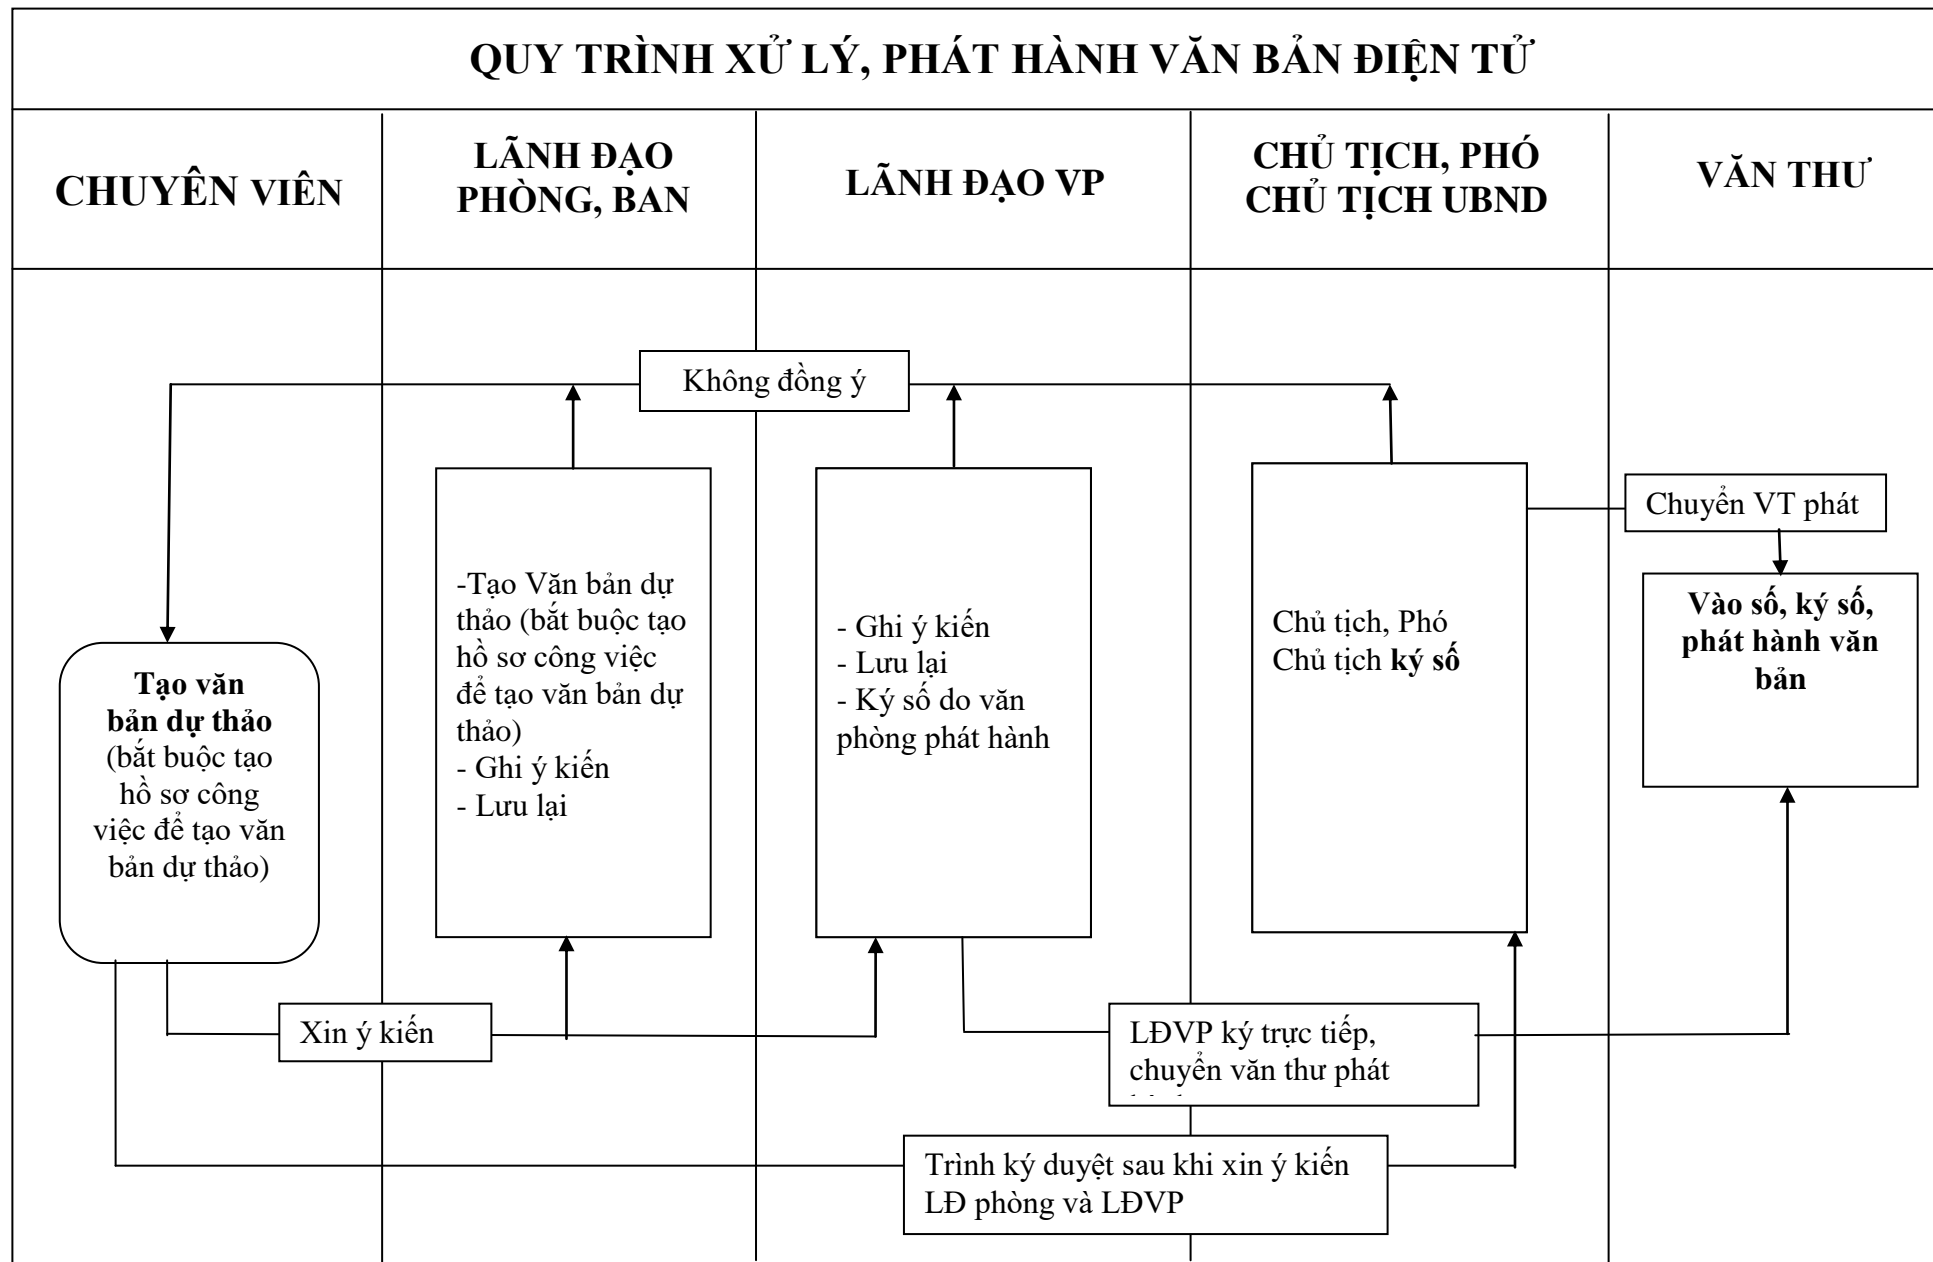 QUY TRÌNH XỬ LÝ, PHÁT HÀNH VĂN BẢN ĐIỆN TỬ
CHUYÊN VIÊN
LÃNH ĐẠO
PHÒNG, BAN
LÃNH ĐẠO VP
CHỦ TỊCH, PHÓ
CHỦ TỊCH UBND
VĂN THƯ
Không đồng ý
Tạo văn
bản dự thảo
(bắt buộc tạo
hồ sơ công
việc để tạo văn
bản dự thảo)
-Tạo Văn bản dự
thảo (bắt buộc tạo
hồ sơ công việc
để tạo văn bản dự
thảo)
- Ghi ý kiến
- Lưu lại
- Ghi ý kiến
- Lưu lại
- Ký số do văn
phòng phát hành
Chủ tịch, Phó
Chủ tịch ký số
Chuyển VT phát
Vào số, ký số,
phát hành văn
bản
Xin ý kiến
LĐVP ký trực tiếp,
chuyển văn thư phát
Trình ký duyệt sau khi xin ý kiến
LĐ phòng và LĐVP